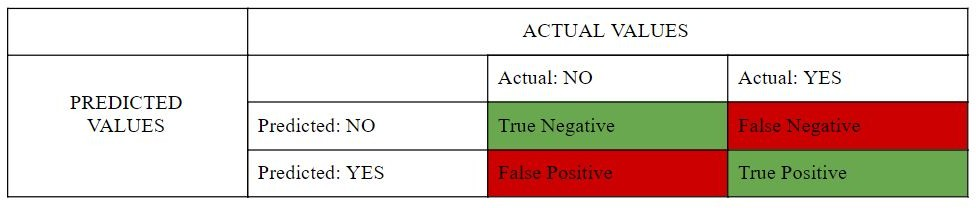 ACTUAL VALUES
PREDICTED
VALUES
Actual: NO
Actual: YES
Predicted: NO
True Negative
False Negative
Predicted: YES
False Positive
True Positive